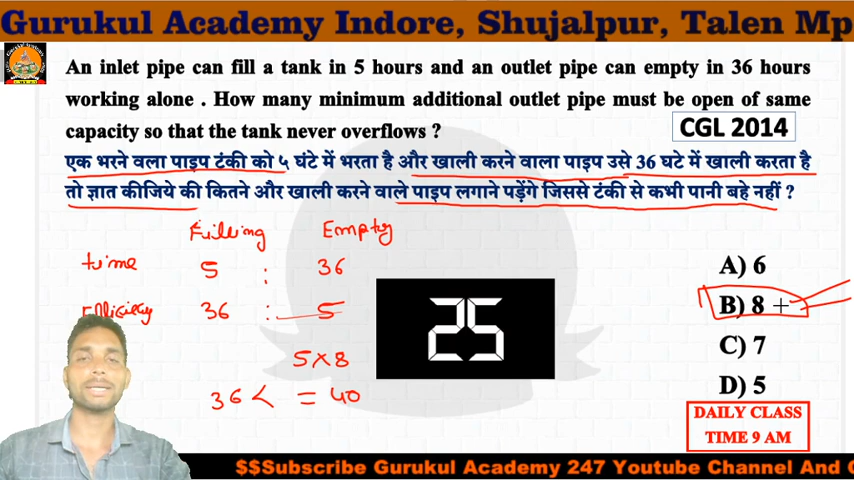 Gurukul Academy Indore, Shujalpur, Talen Mp
An inlet pipe can fill a tank in 5 hours and an outlet pipe can empty in 36 hours
working alone . How many minimum additional outlet pipe must be open of same
capacity so that the tank never overflows ?
CGL 2014
एक भरने वला पाइप टंकी को ५ घंटे में भरता है और खाली करने वाला पाइप उसे 36 घटे में खाली करता है
तो ज्ञात कीजिये की कितने और खाली करने वाले पाइप लगाने पड़ेंगे जिससे टंकी से कभी पानी बहे नहीं ?
Filling Empty
time 5 : 36
36 : 5
5×8
36 < = 40
25
A) 6
B) 8
C) 7
D) 5
DAILY CLASS
TIME 9 AM
$$Subscribe Gurukul Academy 247 Youtube Channel And